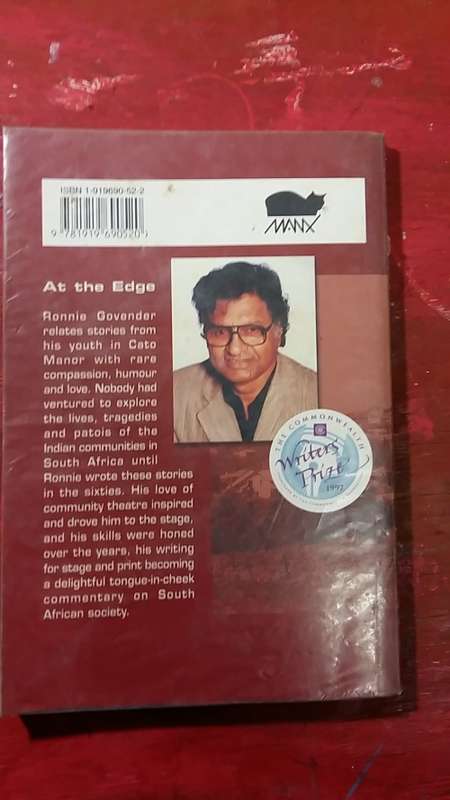 ISBN 1-919690-52-2
9 781919 690520
MANX
At the Edge
Ronnie Govender
relates stories from
his youth in Cato
Manor with rare
compassion, humour
and love. Nobody had
ventured to explore
the lives, tragedies
and patois of the
Indian communities in
South Africa until
Ronnie wrote these stories
in the sixties. His love of
community theatre inspired
and drove him to the stage,
and his skills were honed
over the years, his writing
for stage and print becoming
a delightful tongue-in-cheek
commentary on South
African society.
THE COMMONWEALTH
Writers
Prize
1997